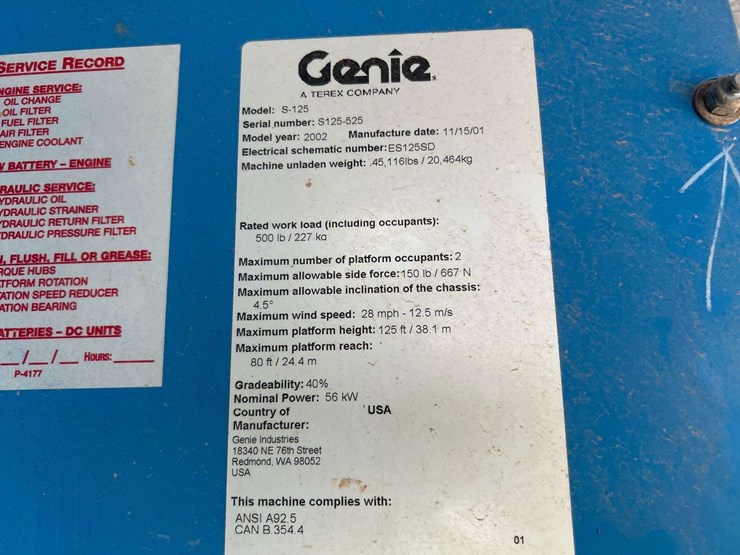 SERVICE RECORD
ENGINE SERVICE:
OIL CHANGE
OIL FILTER
FUEL FILTER
AIR FILTER
ENGINE COOLANT
BATTERY – ENGINE
HYDRAULIC SERVICE:
HYDRAULIC OIL
HYDRAULIC STRAINER
HYDRAULIC RETURN FILTER
HYDRAULIC PRESSURE FILTER
, FLUSH, FILL OR GREASE:
TORQUE HUBS
PLATFORM ROTATION
ROTATION SPEED REDUCER
ROTATION BEARING
BATTERIES – DC UNITS
__/__/__ HOURS:______
P-4177
Genie
A TEREX COMPANY
Model: S-125
Serial number: S125-525
Model year: 2002 Manufacture date: 11/15/01
Electrical schematic number:ES125SD
Machine unladen weight: 45,116lbs / 20,464kg
Rated work load (including occupants):
500 lb / 227 kg
Maximum number of platform occupants: 2
Maximum allowable side force:150 lb / 667 N
Maximum allowable inclination of the chassis:
4.5°
Maximum wind speed: 28 mph - 12.5 m/s
Maximum platform height: 125 ft / 38.1 m
Maximum platform reach:
80 ft / 24.4 m
Gradeability: 40%
Nominal Power: 56 kW
Country of USA
Manufacturer:
Genie Industries
18340 NE 76th Street
Redmond, WA 98052
USA
This machine complies with:
ANSI A92.5
CAN B.354.4
01